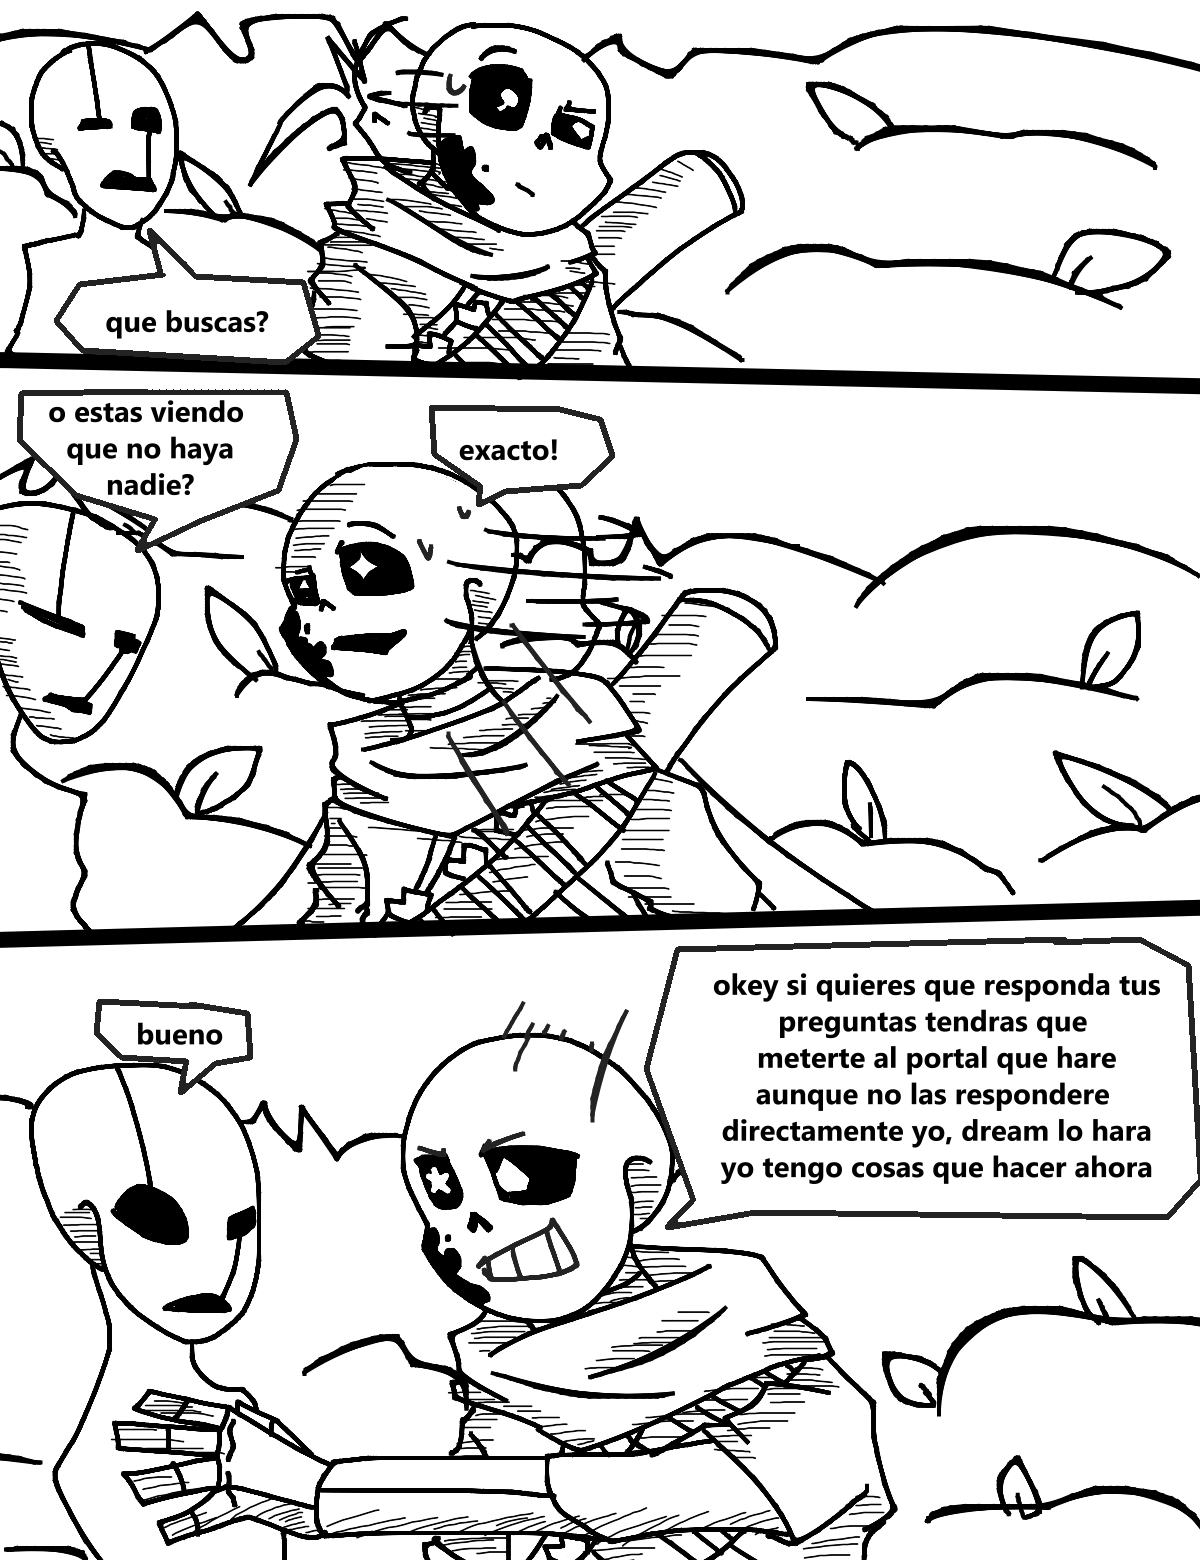 que buscas?
o estas viendo
que no haya
nadie?
exacto!
bueno
okey si quieres que responda tus
preguntas tendras que
meterte al portal que hare
aunque no las respondere
directamente yo, dream lo hara
yo tengo cosas que hacer ahora